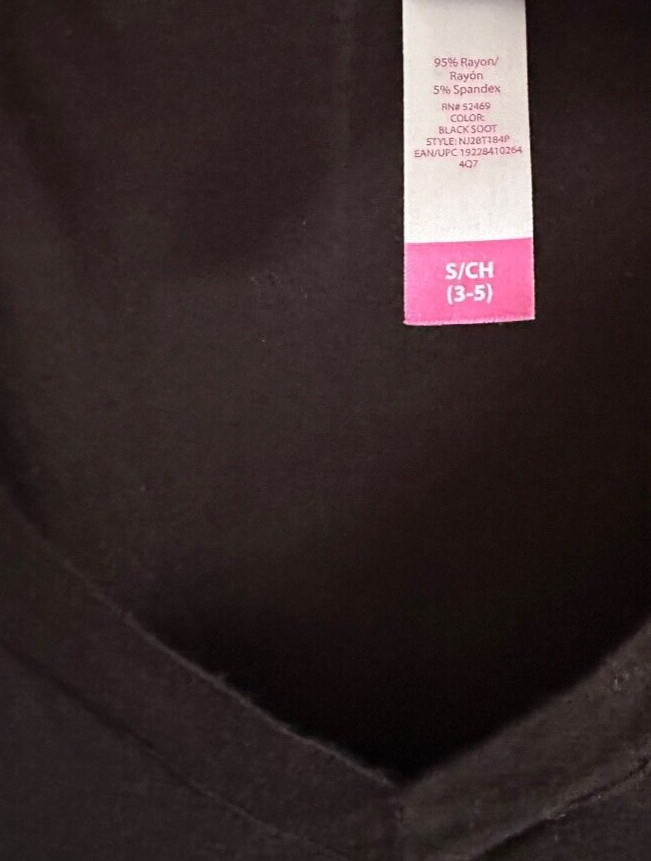 95% Rayon/
Rayón
5% Spandex
RN# 52469
COLOR:
BLACK SOOT
STYLE: NJ28T184P
EAN/UPC 19228410264
4Q7
S/CH
(3-5)